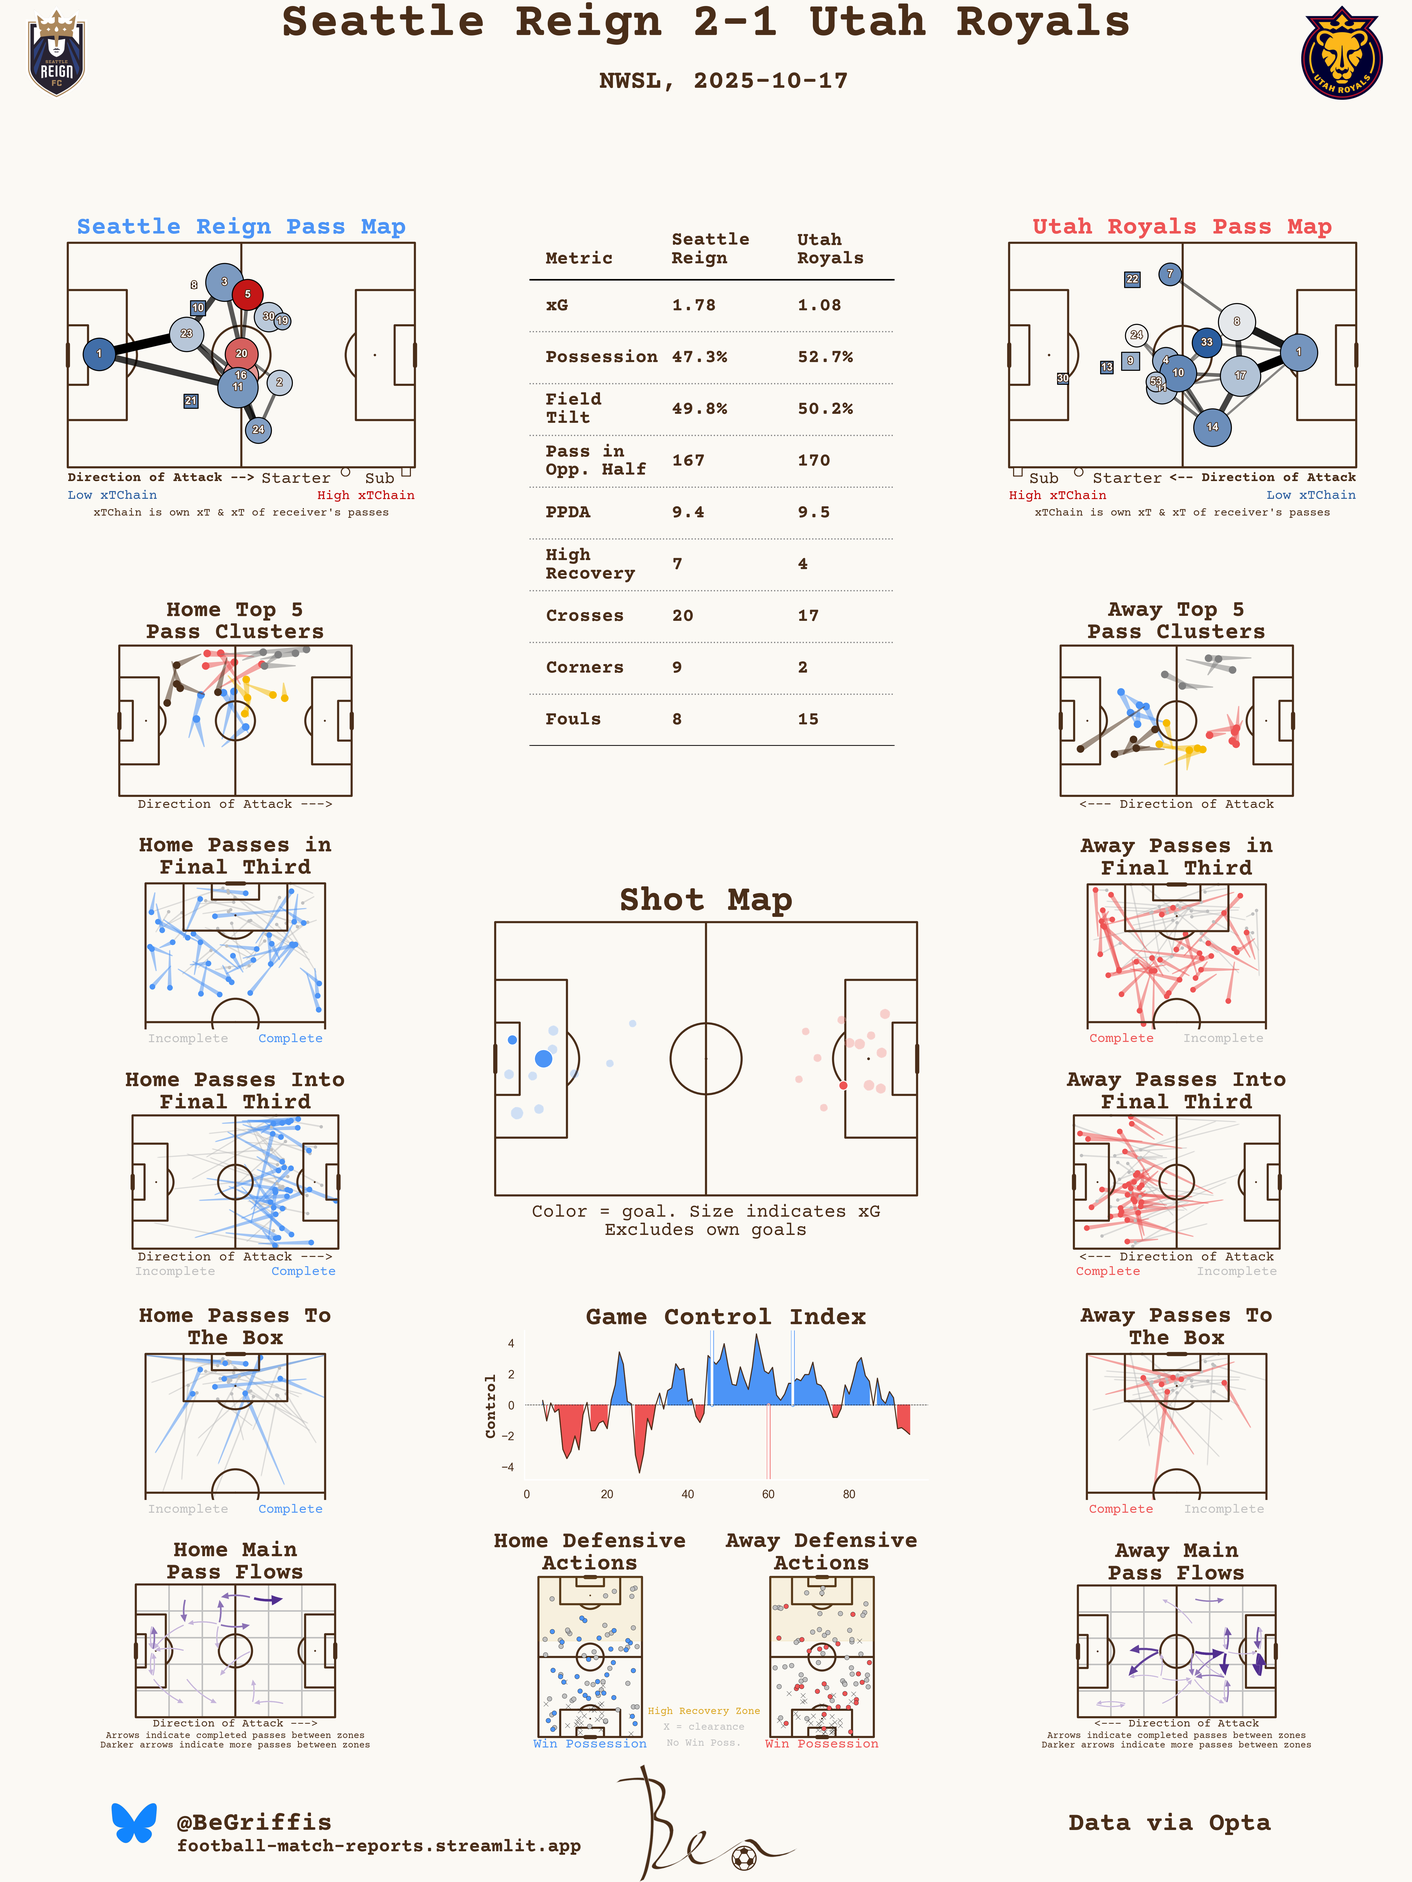 Seattle Reign 2-1 Utah Royals
NWSL, 2025-10-17
SEATTLE
REIGN
FC
UTAH ROYALS
Seattle Reign Pass Map
8
3
5
10
30
19
23
1
20
16
11
2
21
24
Direction of Attack --> Starter Sub
Low xTChain High xTChain
xTChain is own xT & xT of receiver's passes
Metric Seattle Reign Utah Royals
xG 1.78 1.08
Possession 47.3% 52.7%
Field Tilt 49.8% 50.2%
Pass in Opp. Half 167 170
PPDA 9.4 9.5
High Recovery 7 4
Crosses 20 17
Corners 9 2
Fouls 8 15
Utah Royals Pass Map
22
7
8
24
33
1
9
4
13
10
17
30
53
11
14
Sub Starter <-- Direction of Attack
High xTChain Low xTChain
xTChain is own xT & xT of receiver's passes
Home Top 5
Pass Clusters
Direction of Attack --->
Away Top 5
Pass Clusters
<--- Direction of Attack
Home Passes in
Final Third
Incomplete Complete
Away Passes in
Final Third
Complete Incomplete
Shot Map
Color = goal. Size indicates xG
Excludes own goals
Home Passes Into
Final Third
Direction of Attack --->
Incomplete Complete
Away Passes Into
Final Third
<--- Direction of Attack
Complete Incomplete
Home Passes To
The Box
Incomplete Complete
Game Control Index
Control
4
2
0
−2
−4
0 20 40 60 80
Away Passes To
The Box
Complete Incomplete
Home Main
Pass Flows
Direction of Attack --->
Arrows indicate completed passes between zones
Darker arrows indicate more passes between zones
Home Defensive
Actions
Win Possession
High Recovery Zone
X = clearance
No Win Poss.
Away Defensive
Actions
Win Possession
Away Main
Pass Flows
<--- Direction of Attack
Arrows indicate completed passes between zones
Darker arrows indicate more passes between zones
@BeGriffis
football-match-reports.streamlit.app
Ben
Data via Opta